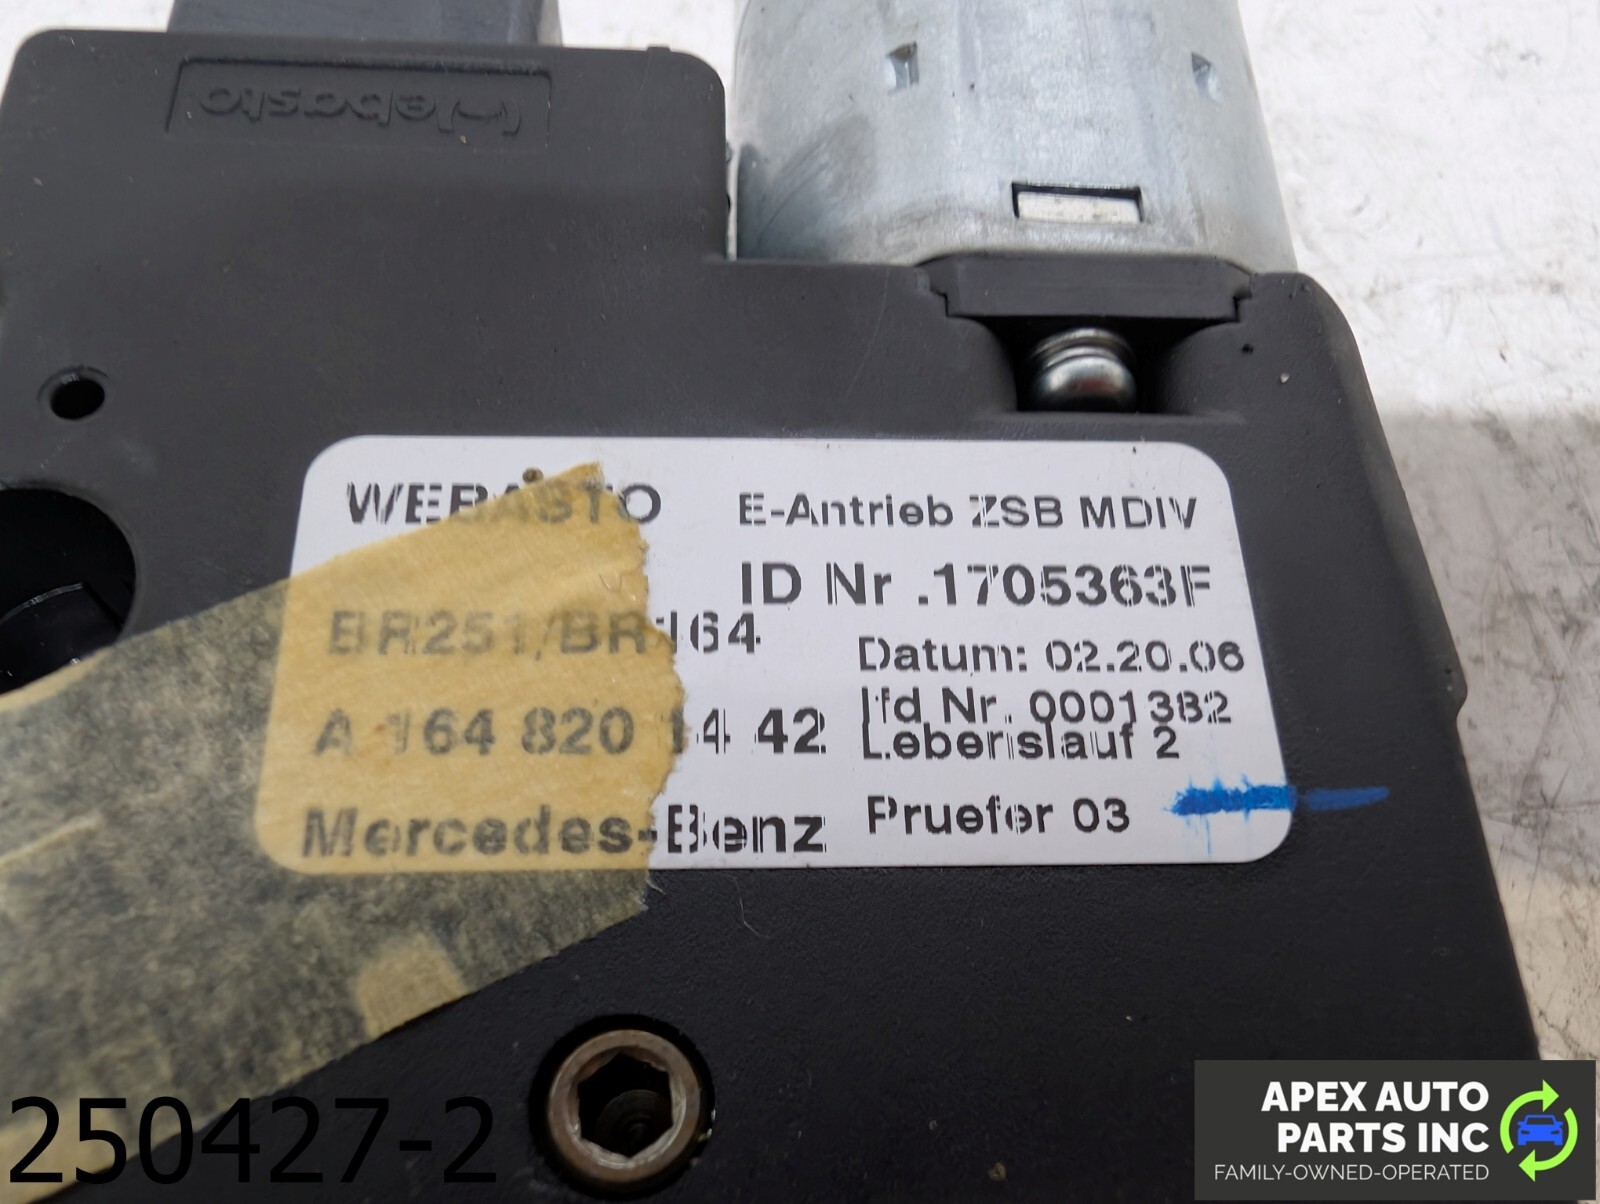 Webasto
WEBASTO
E-Antrieb ZSB MDIV
ID Nr .1705363F
BR251/BR164
Datum: 02.20.06
A 164 820 14 42
lfd Nr. 0001382
Lebenslauf 2
Mercedes-Benz
Pruefer 03
250427-2
APEX AUTO
PARTS INC
FAMILY-OWNED-OPERATED